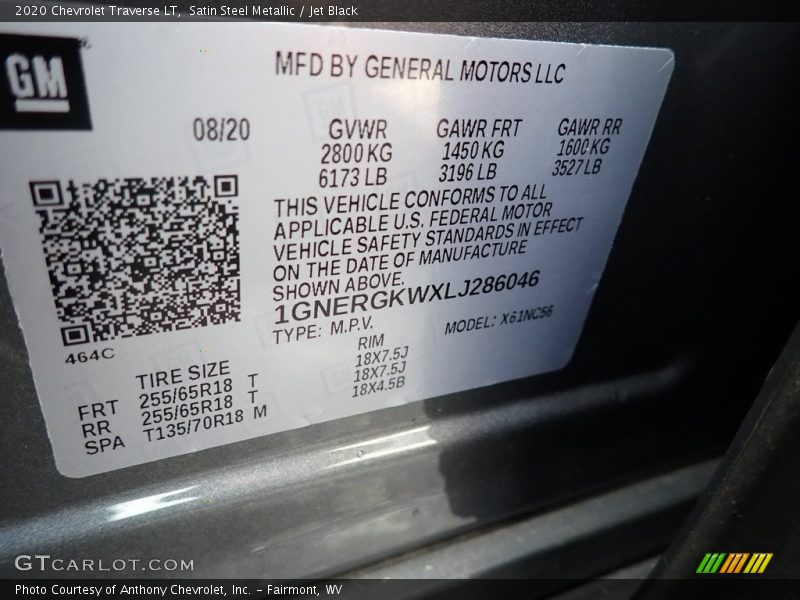 2020 Chevrolet Traverse LT, Satin Steel Metallic / Jet Black
GM
MFD BY GENERAL MOTORS LLC
08/20 GVWR GAWR FRT GAWR RR
2800 KG 1450 KG 1600 KG
6173 LB 3196 LB 3527 LB
THIS VEHICLE CONFORMS TO ALL
APPLICABLE U.S. FEDERAL MOTOR
VEHICLE SAFETY STANDARDS IN EFFECT
ON THE DATE OF MANUFACTURE
SHOWN ABOVE.
1GNERGKWXLJ286046
TYPE: M.P.V. MODEL: X61NC56
464C
TIRE SIZE RIM
FRT 255/65R18 T 18X7.5J
RR 255/65R18 T 18X7.5J
SPA T135/70R18 M 18X4.5B
GTCARLOT.COM
Photo Courtesy of Anthony Chevrolet, Inc. – Fairmont, WV